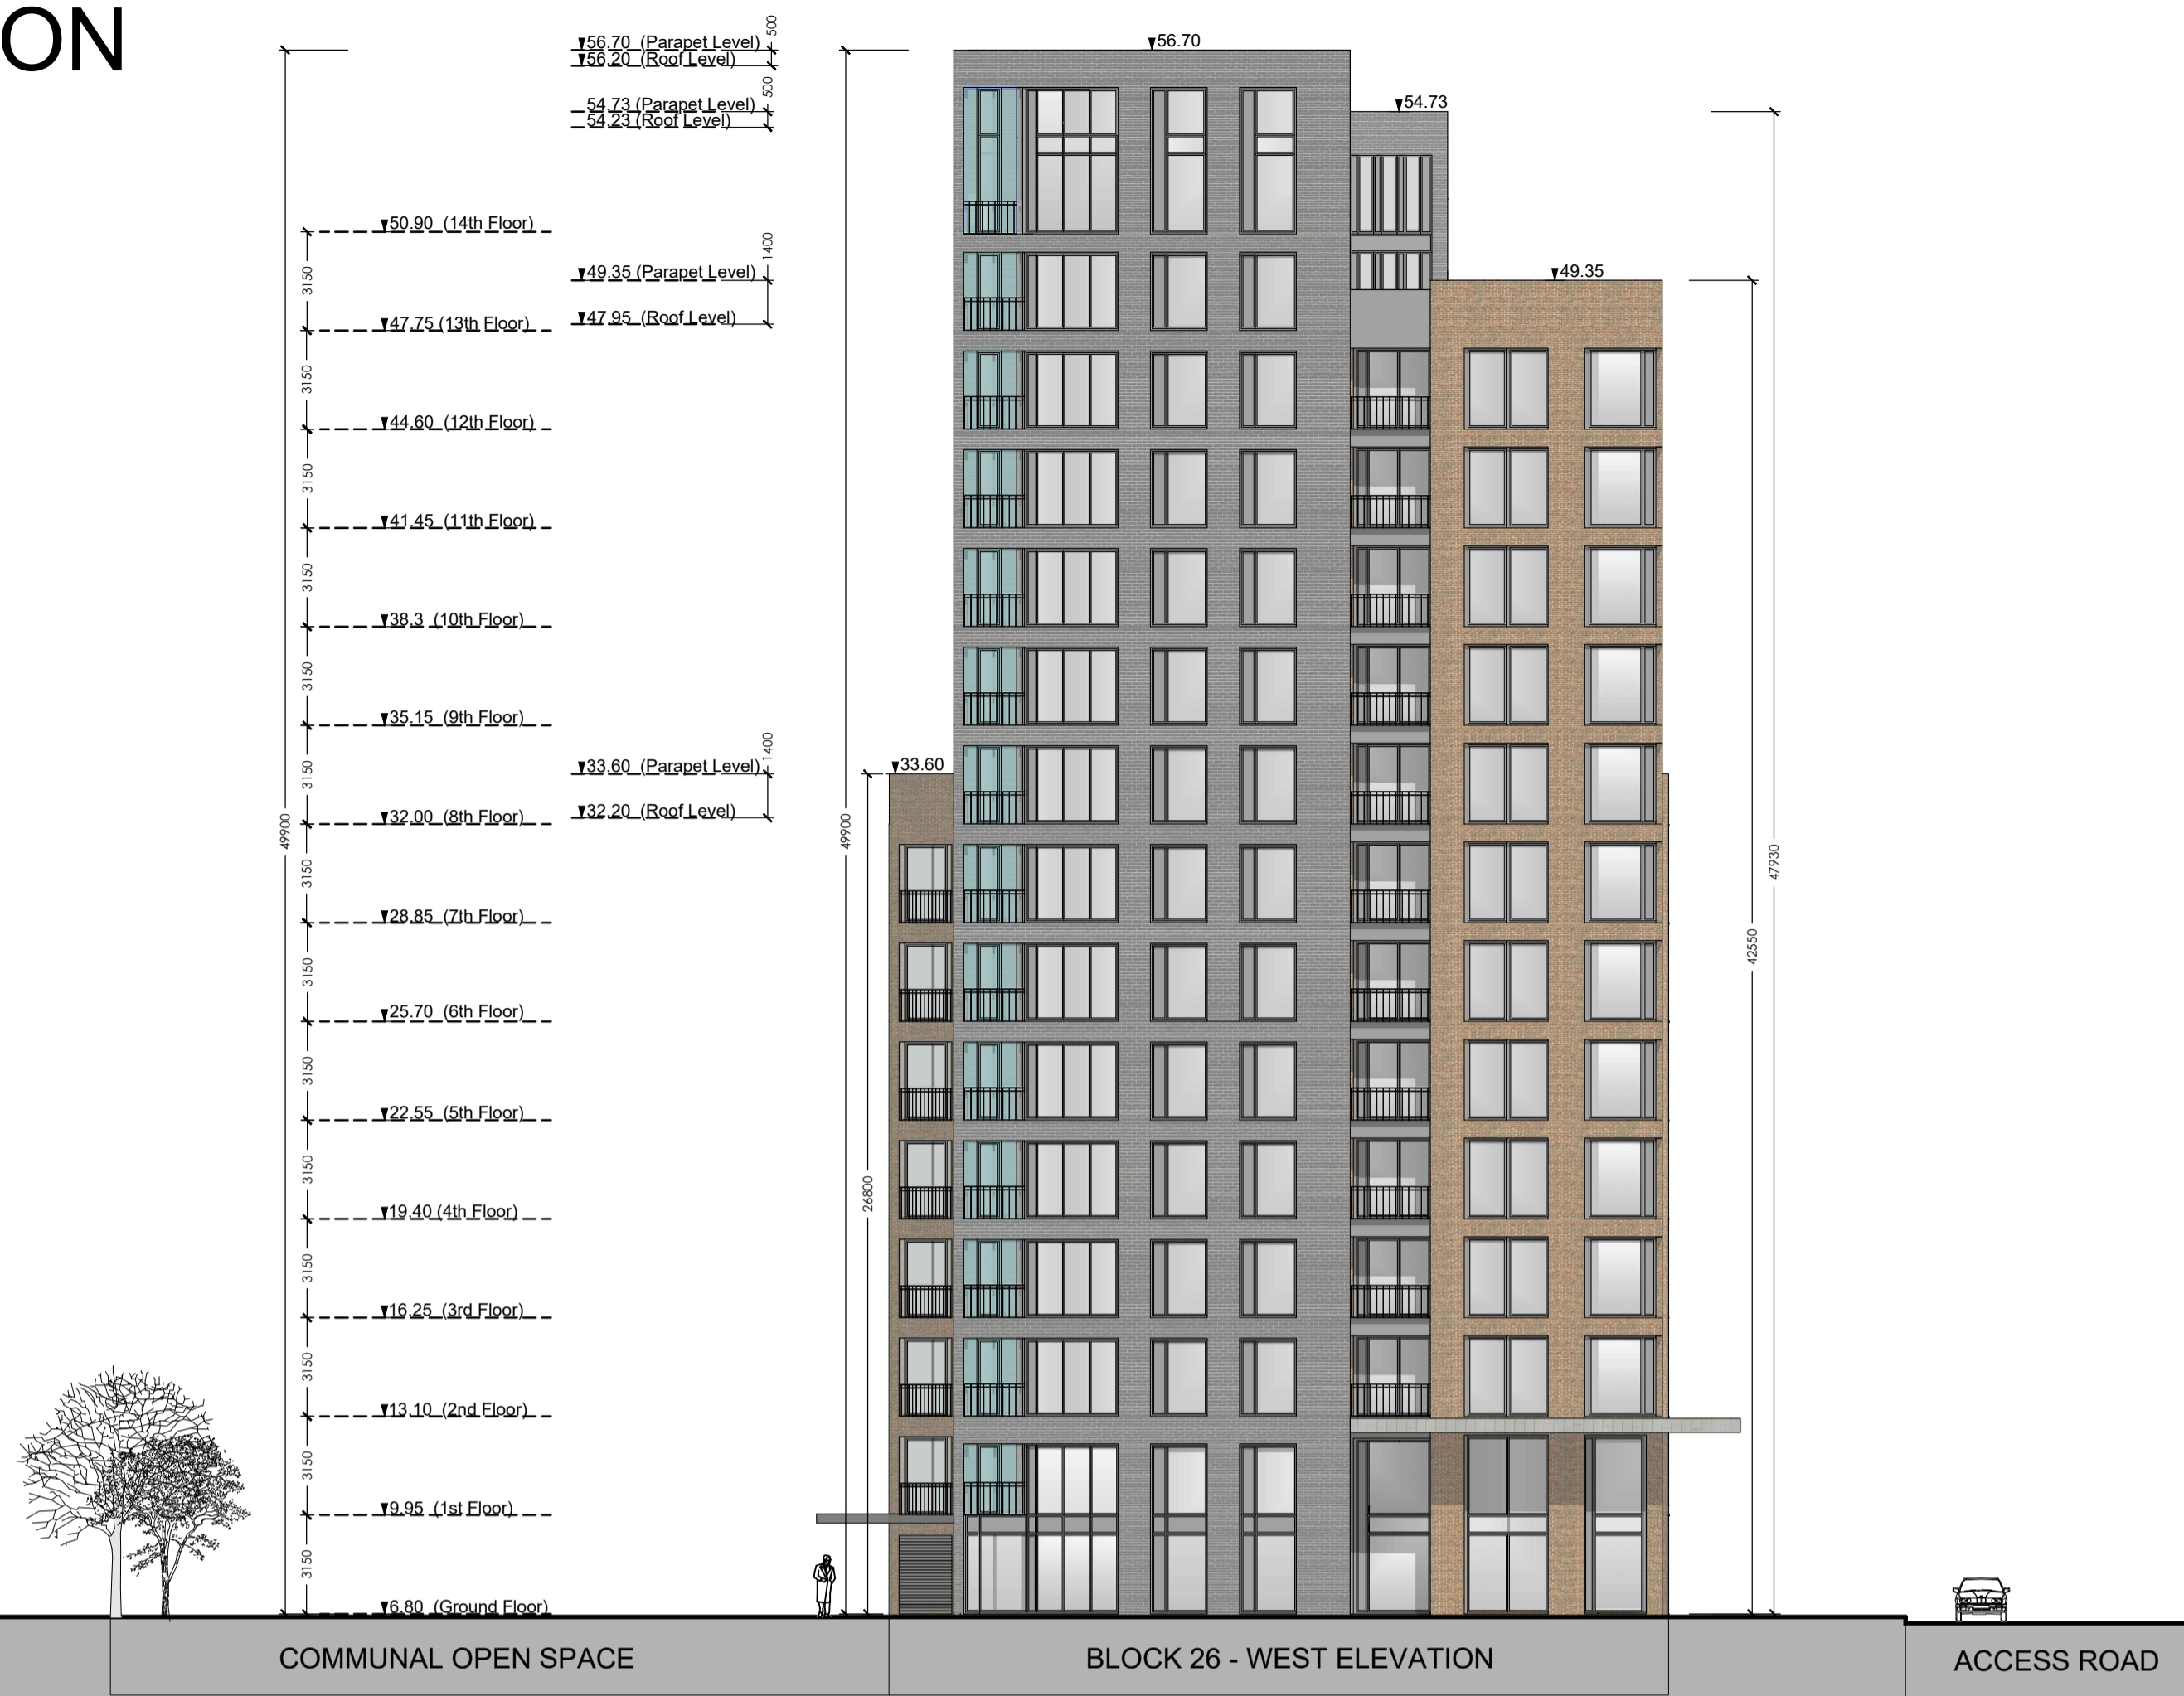 ON
56.70 (Parapet Level)
56.20 (Roof Level)
500
54.73 (Parapet Level)
54.23 (Roof Level)
500
56.70
54.73
50.90 (14th Floor)
49.35 (Parapet Level)
1400
49.35
3150
47.75 (13th Floor)
47.95 (Roof Level)
3150
44.60 (12th Floor)
3150
41.45 (11th Floor)
3150
38.3 (10th Floor)
3150
35.15 (9th Floor)
33.60 (Parapet Level)
1400
33.60
3150
32.00 (8th Floor)
32.20 (Roof Level)
49900
49900
47930
3150
28.85 (7th Floor)
42550
3150
25.70 (6th Floor)
3150
22.55 (5th Floor)
3150
26800
19.40 (4th Floor)
3150
16.25 (3rd Floor)
3150
13.10 (2nd Floor)
3150
9.95 (1st Floor)
3150
6.80 (Ground Floor)
COMMUNAL OPEN SPACE
BLOCK 26 - WEST ELEVATION
ACCESS ROAD